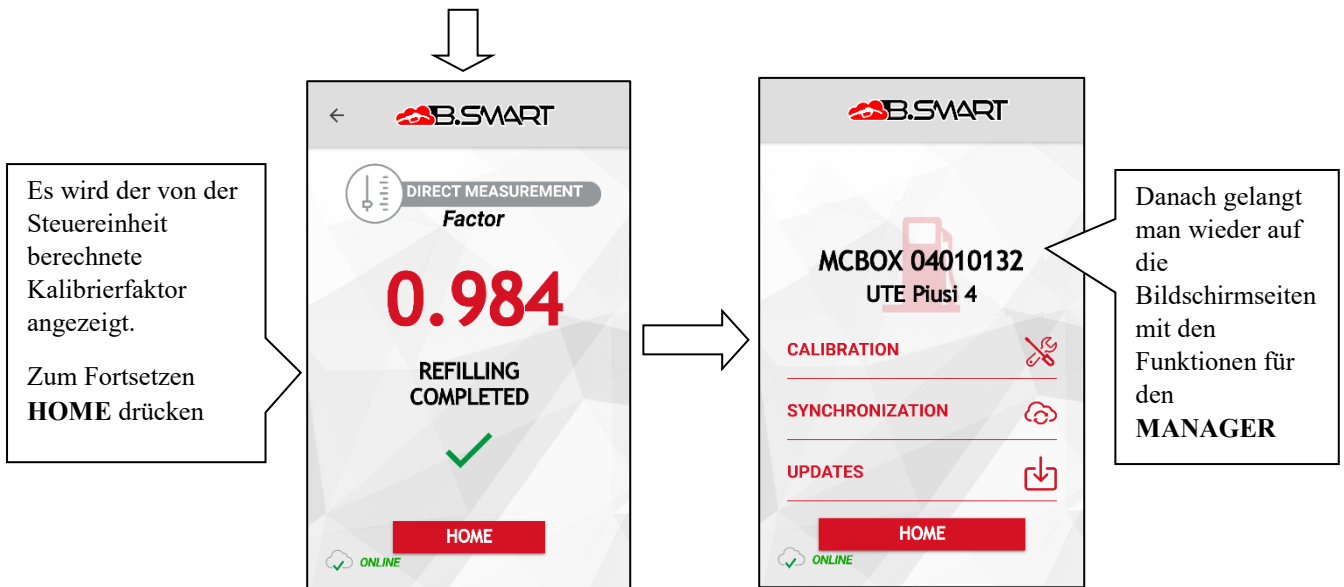 Es wird der von der
Steuereinheit
berechnete
Kalibrierfaktor
angezeigt.
Zum Fortsetzen
HOME drücken
B.SMART
DIRECT MEASUREMENT
Factor
0.984
REFILLING
COMPLETED
HOME
ONLINE
B.SMART
MCBOX 04010132
UTE Piusi 4
CALIBRATION
SYNCHRONIZATION
UPDATES
HOME
ONLINE
Danach gelangt
man wieder auf
die
Bildschirmseiten
mit den
Funktionen für
den
MANAGER